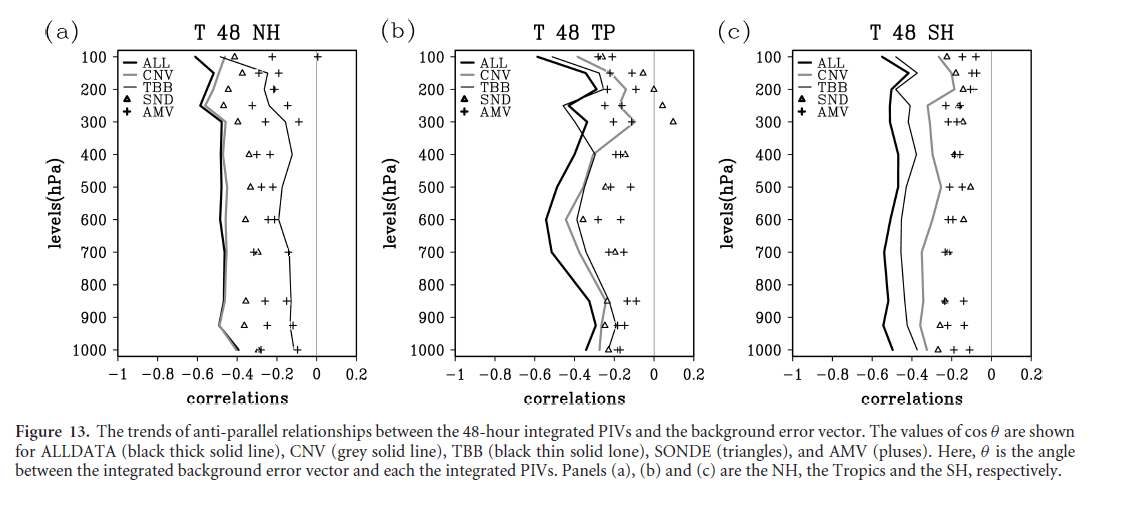 (a) T 48 NH
(b) T 48 TP
(c) T 48 SH
levels(hPa)
100
200
300
400
500
600
700
800
900
1000
ALL
CNV
TBB
SND
AMV
−1 −0.8 −0.6 −0.4 −0.2 0 0.2
correlations
levels(hPa)
100
200
300
400
500
600
700
800
900
1000
ALL
CNV
TBB
SND
AMV
−1 −0.8 −0.6 −0.4 −0.2 0 0.2
correlations
levels(hPa)
100
200
300
400
500
600
700
800
900
1000
ALL
CNV
TBB
SND
AMV
−1 −0.8 −0.6 −0.4 −0.2 0 0.2
correlations
Figure 13. The trends of anti-parallel relationships between the 48-hour integrated PIVs and the background error vector. The values of cos θ are shown
for ALLDATA (black thick solid line), CNV (grey solid line), TBB (black thin solid lone), SONDE (triangles), and AMV (pluses). Here, θ is the angle
between the integrated background error vector and each the integrated PIVs. Panels (a), (b) and (c) are the NH, the Tropics and the SH, respectively.